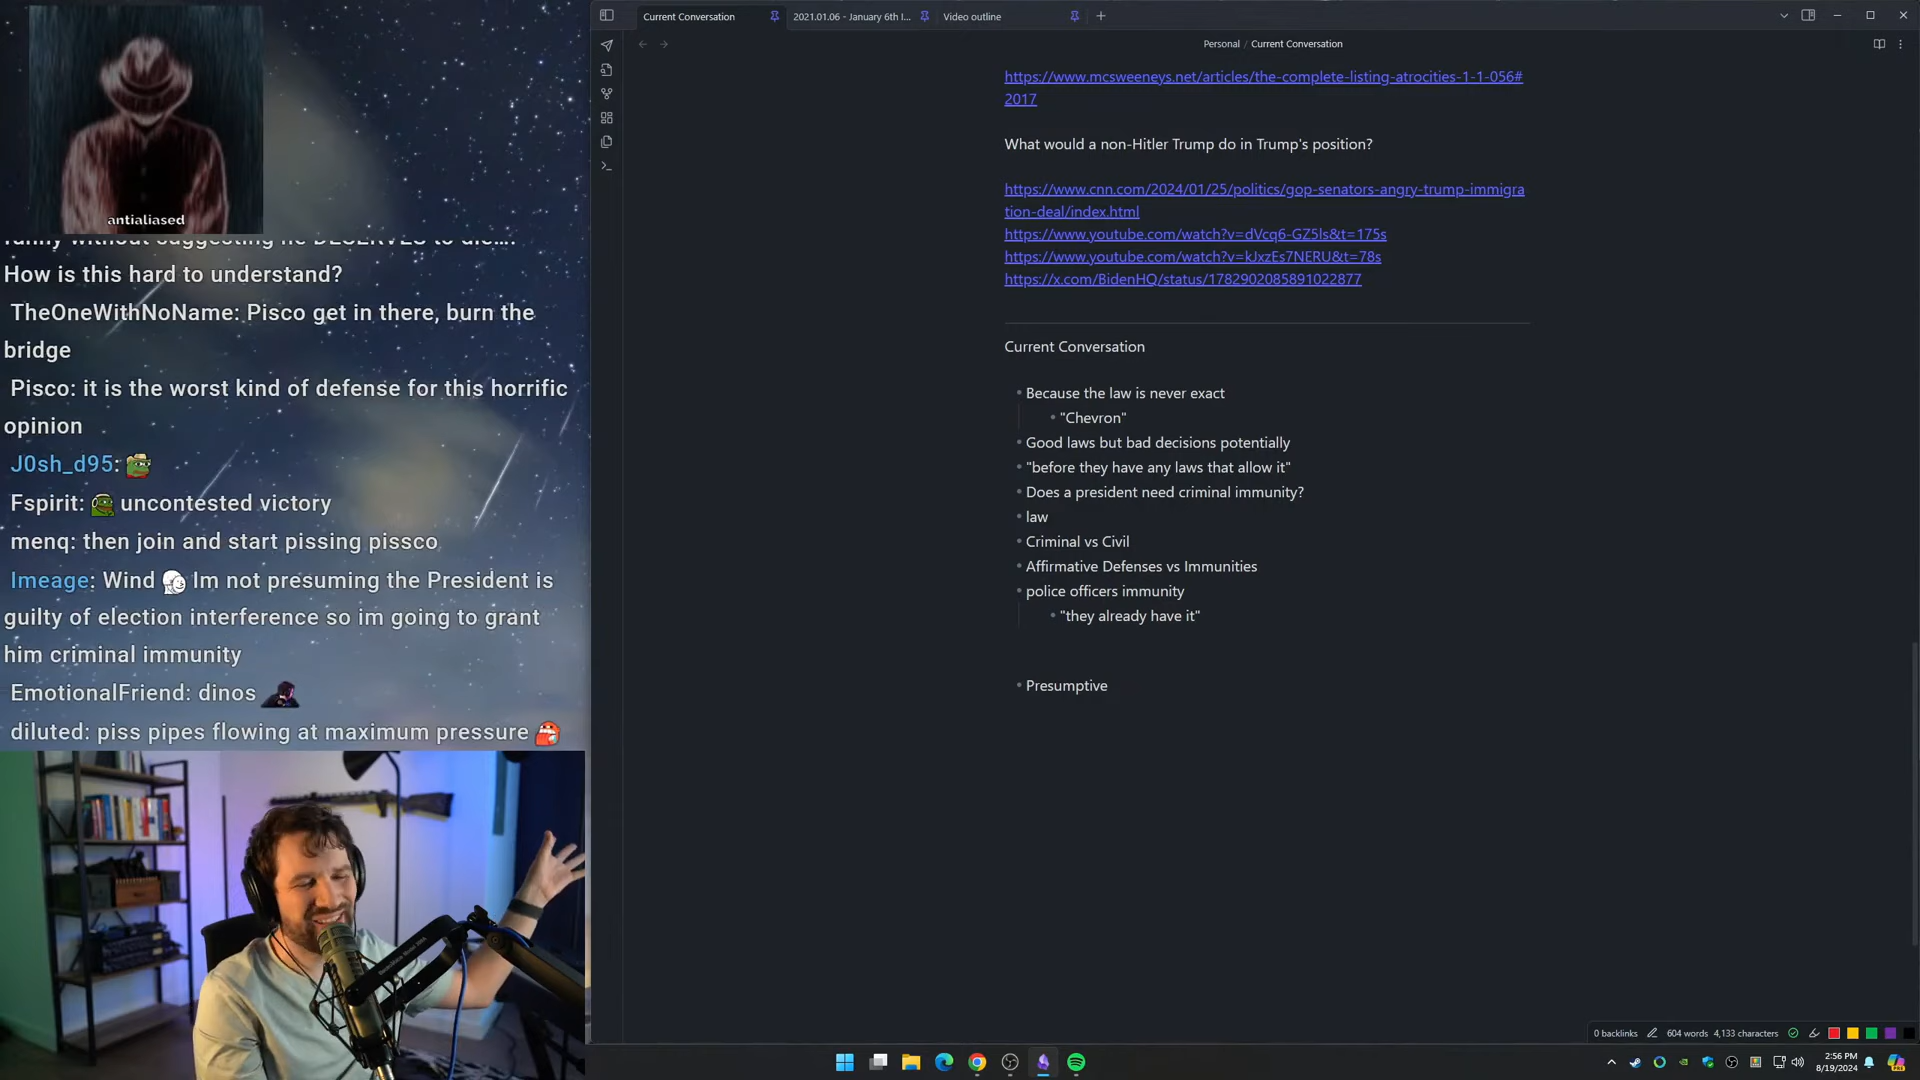 antialiased
funny without suggesting he DESERVES to die....
How is this hard to understand?
TheOneWithNoName: Pisco get in there, burn the
bridge
Pisco: it is the worst kind of defense for this horrific
opinion
J0sh_d95:
Fspirit: uncontested victory
menq: then join and start pissing pissco
Imeage: Wind Im not presuming the President is
guilty of election interference so im going to grant
him criminal immunity
EmotionalFriend: dinos
diluted: piss pipes flowing at maximum pressure
Current Conversation
2021.01.06 - January 6th I...
Video outline
Personal / Current Conversation
https://www.mcsweeneys.net/articles/the-complete-listing-atrocities-1-1-056#
2017
What would a non-Hitler Trump do in Trump's position?
https://www.cnn.com/2024/01/25/politics/gop-senators-angry-trump-immigra
tion-deal/index.html
https://www.youtube.com/watch?v=dVcq6-GZ5ls&t=175s
https://www.youtube.com/watch?v=kJxzEs7NERU&t=78s
https://x.com/BidenHQ/status/1782902085891022877
Current Conversation
Because the law is never exact
"Chevron"
Good laws but bad decisions potentially
"before they have any laws that allow it"
Does a president need criminal immunity?
law
Criminal vs Civil
Affirmative Defenses vs Immunities
police officers immunity
"they already have it"
Presumptive
0 backlinks 604 words 4,133 characters
2:56 PM
8/19/2024